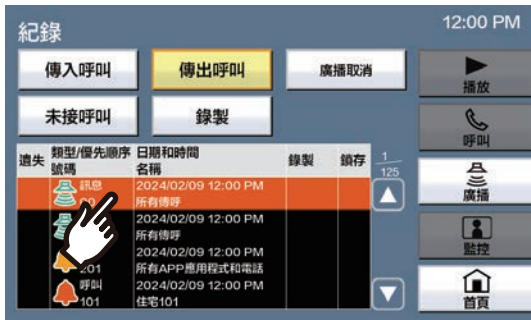 紀錄
12:00 PM
傳入呼叫
傳出呼叫
廣播取消
未接呼叫
錄製
遺失
類型/優先順序
號碼
日期和時間
名稱
錄製
鎖存
1
125
訊息
2024/02/09 12:00 PM
所有傳呼
2024/02/09 12:00 PM
所有傳呼
2024/02/09 12:00 PM
201
所有APP應用程式和電話
呼叫
2024/02/09 12:00 PM
101
住宅101
播放
呼叫
廣播
監控
首頁